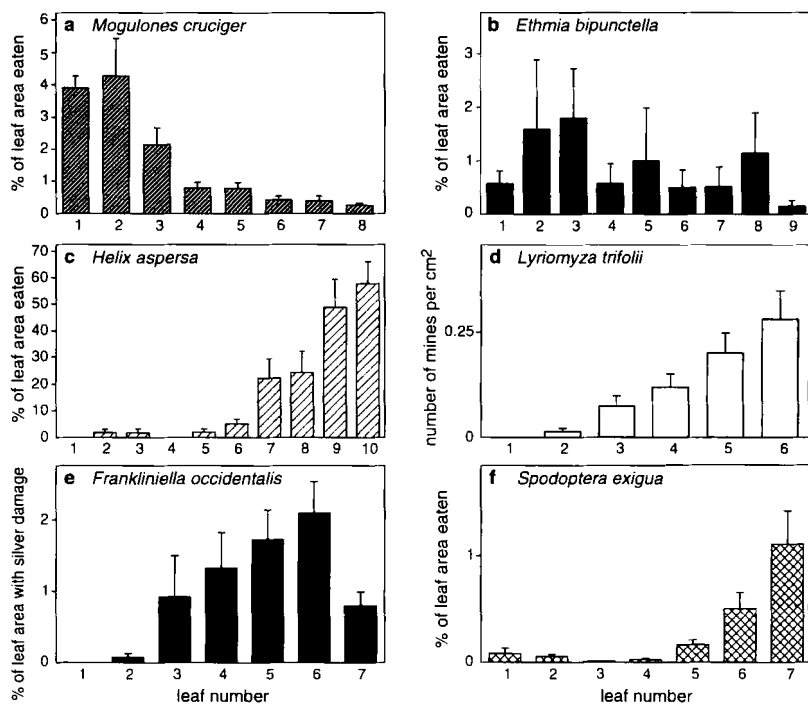 a Mogulones cruciger
% of leaf area eaten
6
5
4
3
2
1
0
1 2 3 4 5 6 7 8
b Ethmia bipunctella
% of leaf area eaten
3
2
1
0
1 2 3 4 5 6 7 8 9
c Helix aspersa
% of leaf area eaten
70
60
50
40
30
20
10
0
1 2 3 4 5 6 7 8 9 10
d Lyriomyza trifolii
number of mines per cm2
0.25
0
1 2 3 4 5 6
e Frankliniella occidentalis
% of leaf area with silver damage
2
1
0
1 2 3 4 5 6 7
leaf number
f Spodoptera exigua
% of leaf area eaten
1
0
1 2 3 4 5 6 7
leaf number